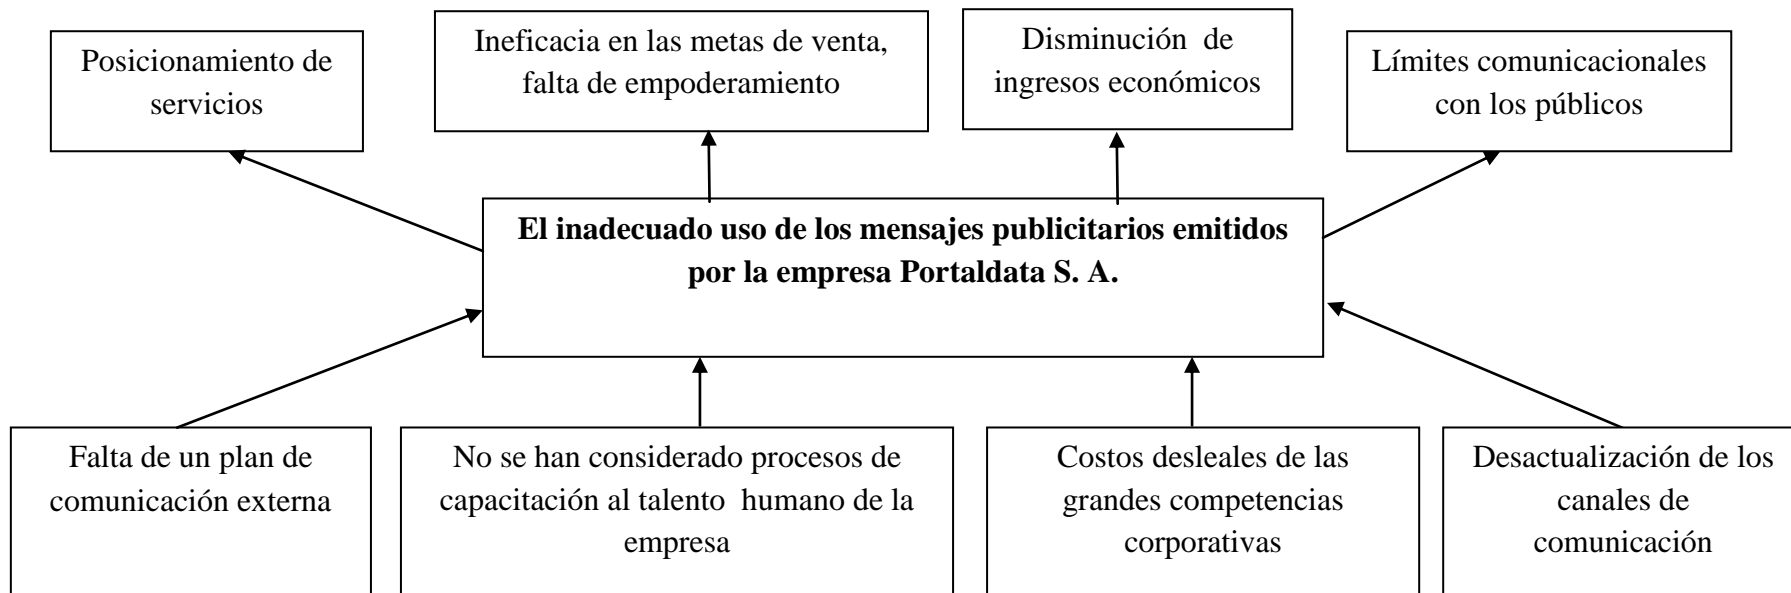 Posicionamiento de
servicios
Ineficacia en las metas de venta,
falta de empoderamiento
Disminución  de
ingresos económicos
Límites comunicacionales
con los públicos
El inadecuado uso de los mensajes publicitarios emitidos
por la empresa Portaldata S. A.
Falta de un plan de
comunicación externa
No se han considerado procesos de
capacitación al talento  humano de la
empresa
Costos desleales de las
grandes competencias
corporativas
Desactualización de los
canales de
comunicación